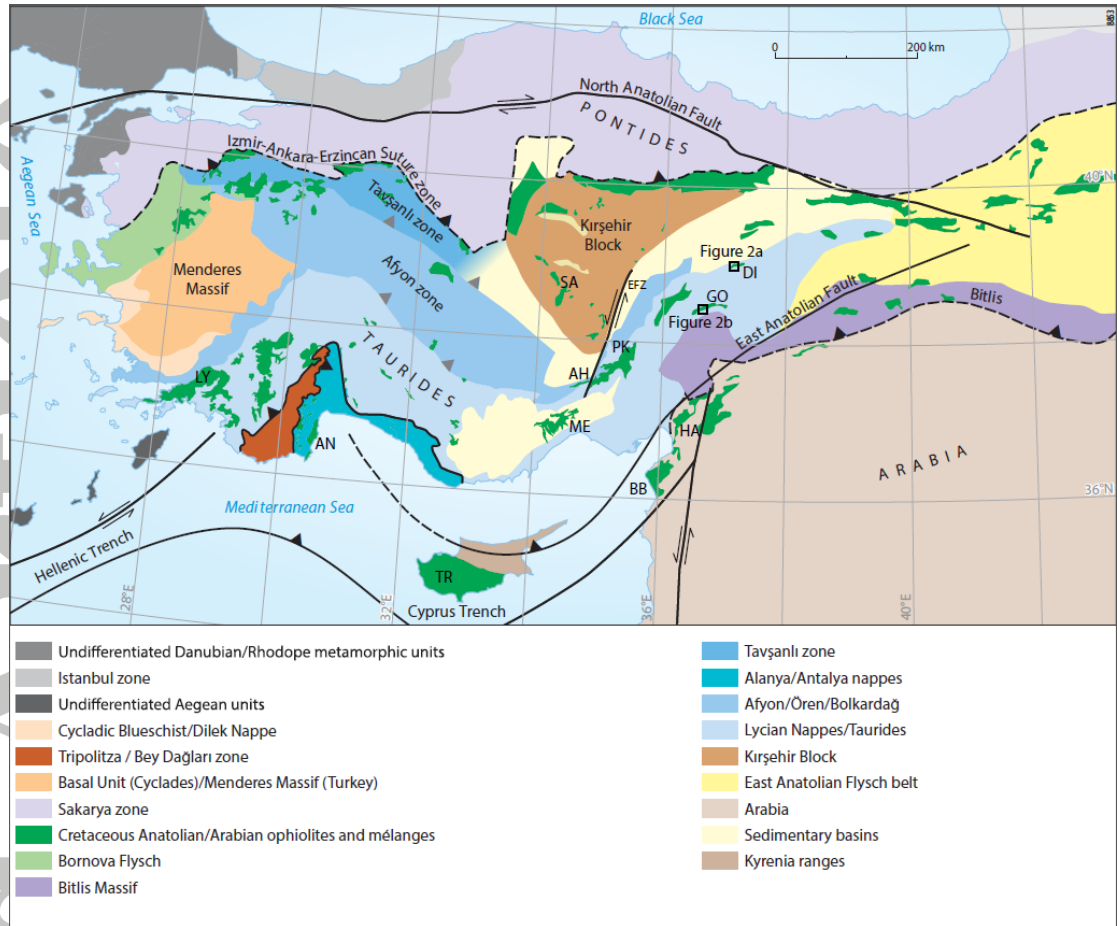 Black Sea
8863
0
200 km
North Anatolian Fault
PONTIDES
Izmir-Ankara-Erzincan Suture zone
Aegean Sea
40°N
Tavşanlı zone
Kırşehir
Block
Menderes
Massif
Afyon zone
Figure 2a
DI
SA
EFZ
GO
Figure 2b
East Anatolian Fault
Bitlis
TAURIDES
PK
LY
AH
AN
ME
HA
ARABIA
BB
36°N
Mediterranean Sea
Hellenic Trench
TR
Cyprus Trench
28°E
32°E
36°E
40°E
Undifferentiated Danubian/Rhodope metamorphic units
Istanbul zone
Undifferentiated Aegean units
Cycladic Blueschist/Dilek Nappe
Tripolitza / Bey Dağları zone
Basal Unit (Cyclades)/Menderes Massif (Turkey)
Sakarya zone
Cretaceous Anatolian/Arabian ophiolites and mélanges
Bornova Flysch
Bitlis Massif
Tavşanlı zone
Alanya/Antalya nappes
Afyon/Ören/Bolkardağ
Lycian Nappes/Taurides
Kırşehir Block
East Anatolian Flysch belt
Arabia
Sedimentary basins
Kyrenia ranges